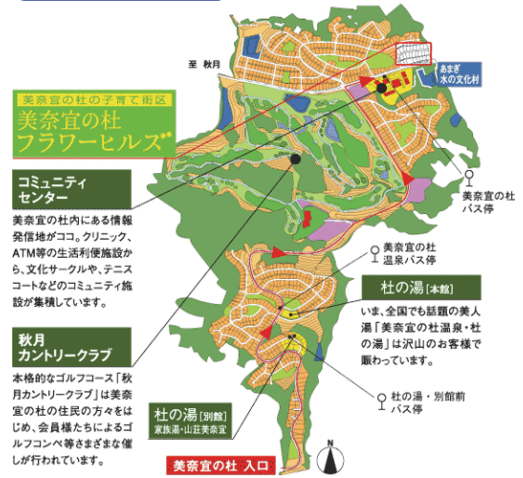 至 秋月
あまぎ
水の文化村
美奈宜の杜の子育て街区
美奈宜の杜
フラワーヒルズ
コミュニティ
センター
美奈宜の杜内にある情報
発信地がココ。クリニック、
ATM等の生活利便施設か
ら、文化サークルや、テニス
コートなどのコミュニティ施
設が集積しています。
美奈宜の杜
バス停
美奈宜の杜
温泉バス停
杜の湯［本館］
いま、全国でも話題の美人
湯「美奈宜の杜温泉・杜
の湯」は沢山のお客様で
賑わっています。
秋月
カントリークラブ
本格的なゴルフコース「秋
月カントリークラブ」は美奈
宜の杜の住民の方々をは
じめ、会員様たちによるゴ
ルフコンペ等さまざまな催
しが行われています。
杜の湯［別館］
家族湯・山荘美奈宜
杜の湯・別館前
バス停
美奈宜の杜 入口
N